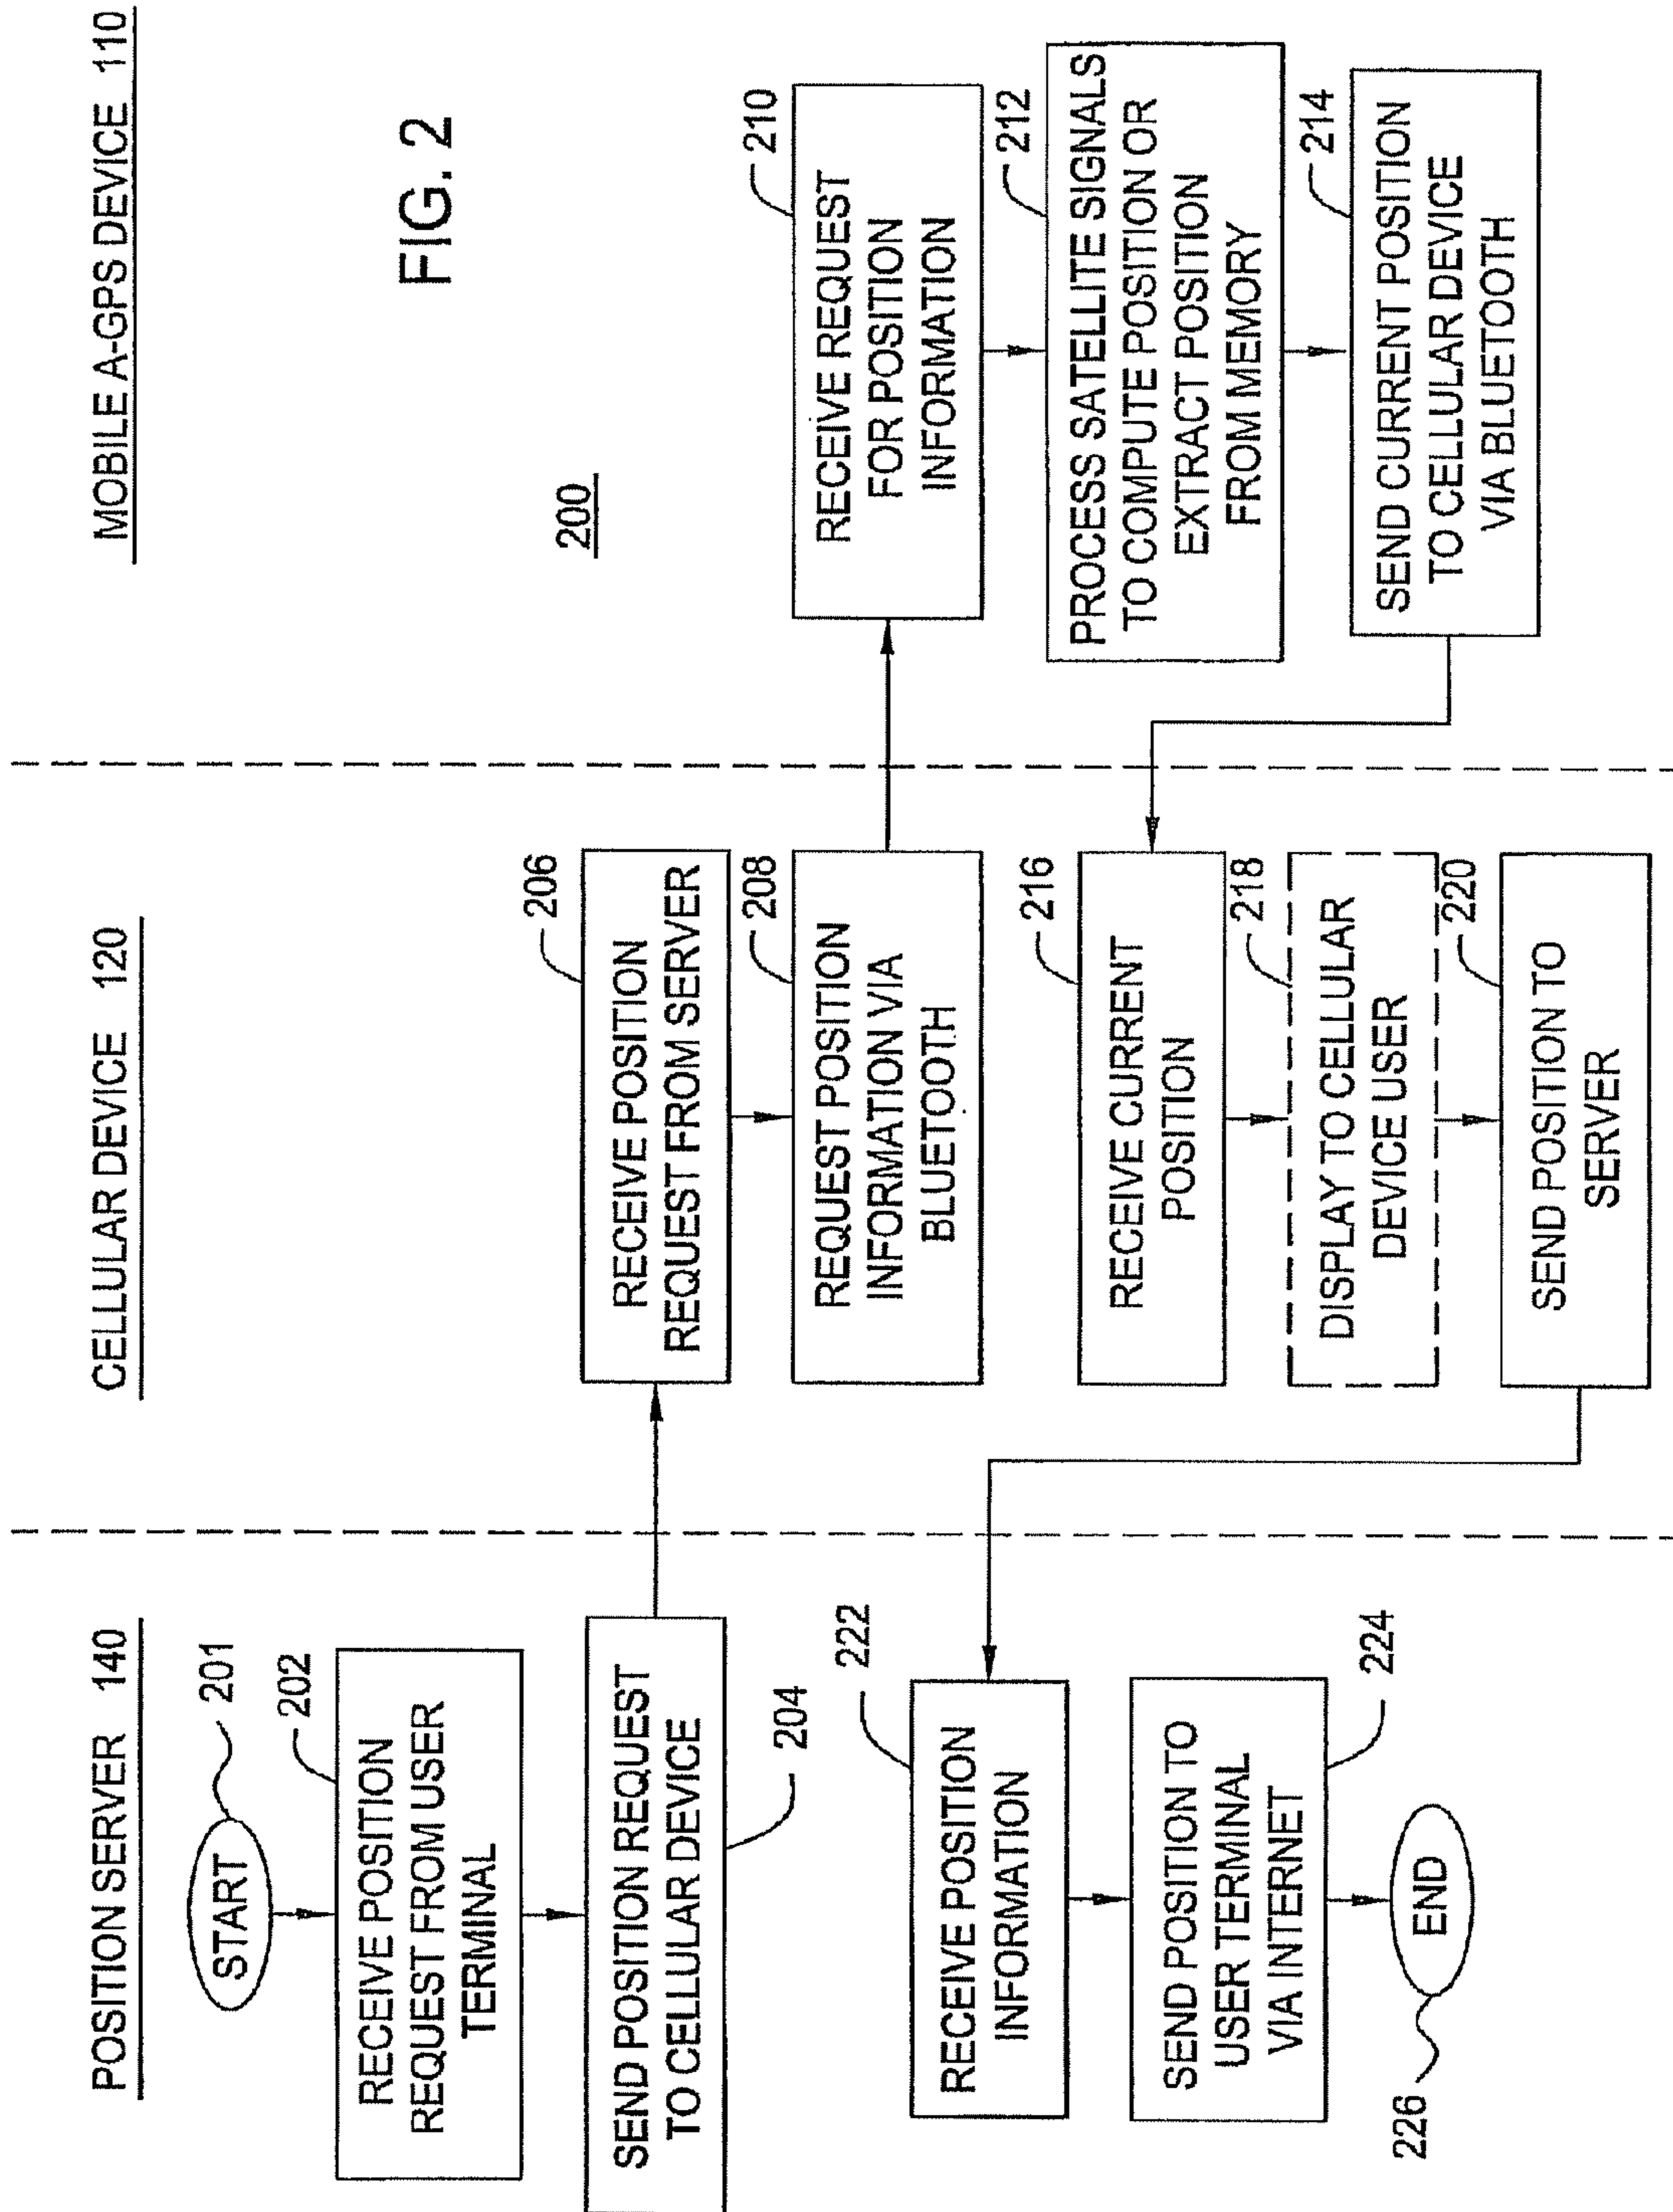 POSITION SERVER 140
CELLULAR DEVICE 120
MOBILE A-GPS DEVICE 110
FIG. 2
200
START
201
202
RECEIVE POSITION
REQUEST FROM USER
TERMINAL
SEND POSITION REQUEST
TO CELLULAR DEVICE
204
206
RECEIVE POSITION
REQUEST FROM SERVER
208
REQUEST POSITION
INFORMATION VIA
BLUETOOTH
210
RECEIVE REQUEST
FOR POSITION
INFORMATION
212
PROCESS SATELLITE SIGNALS
TO COMPUTE POSITION OR
EXTRACT POSITION
FROM MEMORY
214
SEND CURRENT POSITION
TO CELLULAR DEVICE
VIA BLUETOOTH
216
RECEIVE CURRENT
POSITION
218
DISPLAY TO CELLULAR
DEVICE USER
220
SEND POSITION TO
SERVER
222
RECEIVE POSITION
INFORMATION
SEND POSITION TO
USER TERMINAL
VIA INTERNET
224
END
226